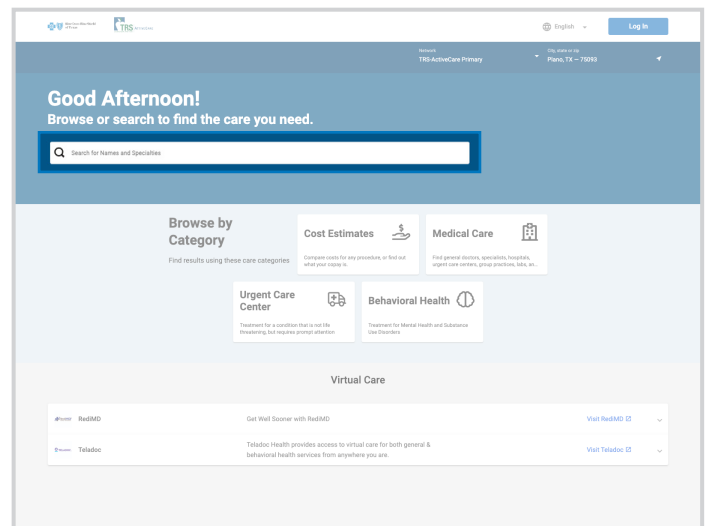 BlueCross BlueShield
of Texas
TRS
English
Log In
Network
TRS-ActiveCare Primary
City, state or zip
Plano, TX — 75093
Good Afternoon!
Browse or search to find the care you need.
Search for Names and Specialties
Browse by
Category
Find results using these care categories
Cost Estimates
Compare costs for any procedure, or find out
what your copay is.
Medical Care
Find general doctors, specialists, hospitals,
urgent care centers, group practices, labs, an...
Urgent Care
Center
Treatment for a condition that is not life
threatening, but requires prompt attention
Behavioral Health
Treatment for Mental Health and Substance
Use Disorders
Virtual Care
RediMD
Get Well Sooner with RediMD
Visit RediMD
Teladoc
Teladoc Health provides access to virtual care for both general &
behavioral health services from anywhere you are.
Visit Teladoc